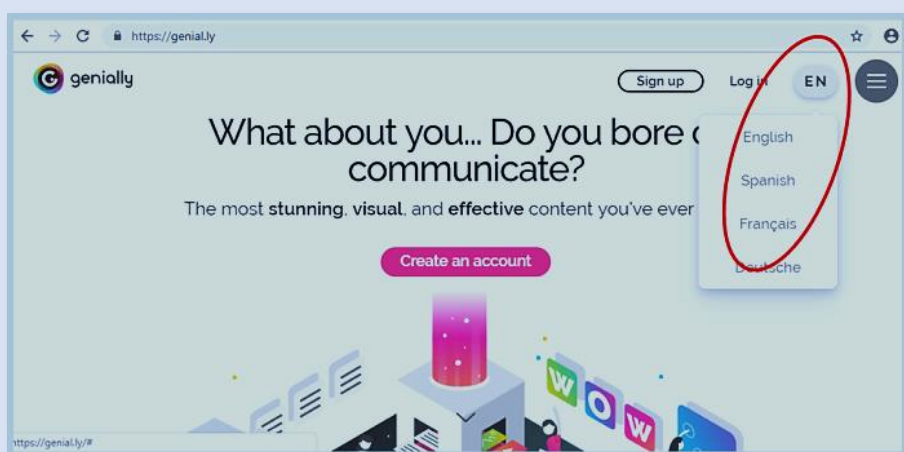 https://genial.ly
genially
Sign up
Log in
EN
What about you... Do you bore
communicate?
The most stunning, visual, and effective content you've ever
English
Spanish
Français
Deutsche
Create an account
WOW
https://genial.ly/#